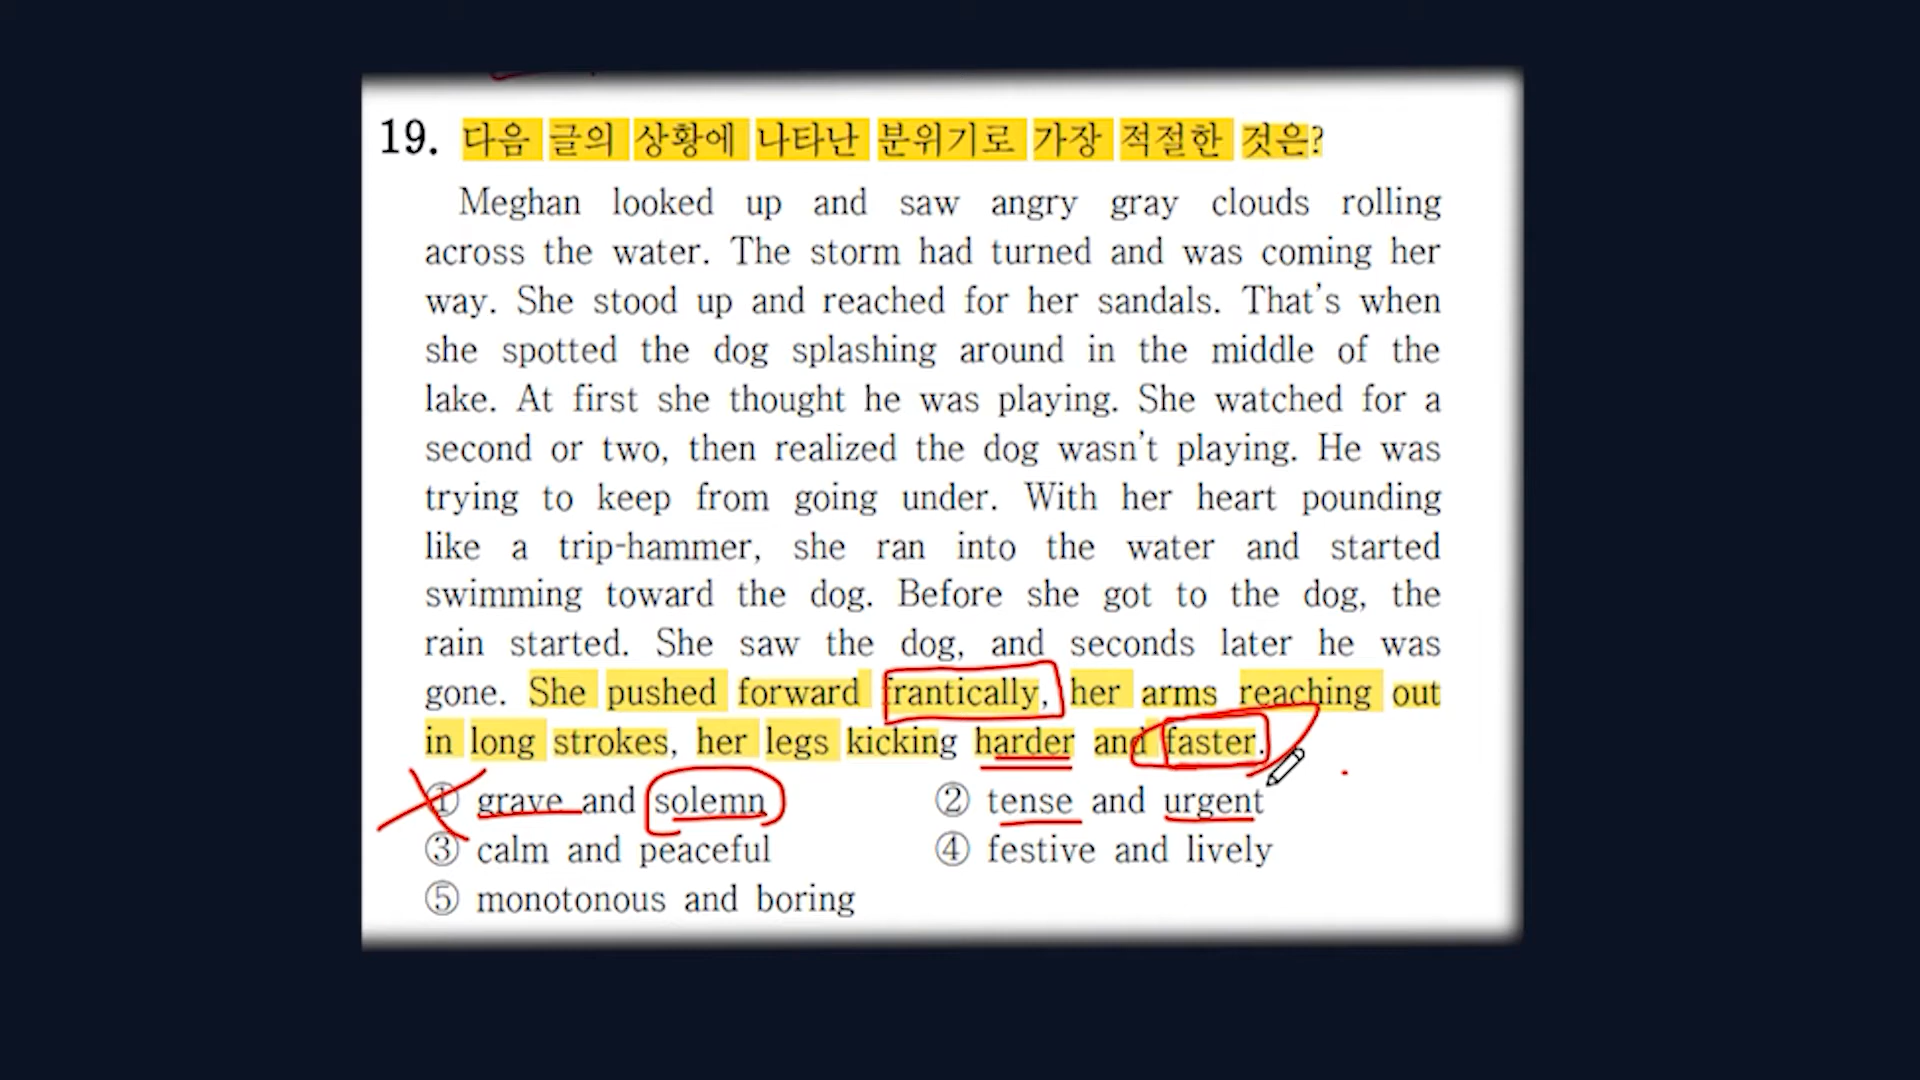 19. 다음 글의 상황에 나타난 분위기로 가장 적절한 것은?
Meghan looked up and saw angry gray clouds rolling
across the water. The storm had turned and was coming her
way. She stood up and reached for her sandals. That's when
she spotted the dog splashing around in the middle of the
lake. At first she thought he was playing. She watched for a
second or two, then realized the dog wasn't playing. He was
trying to keep from going under. With her heart pounding
like a trip-hammer, she ran into the water and started
swimming toward the dog. Before she got to the dog, the
rain started. She saw the dog, and seconds later he was
gone. She pushed forward frantically, her arms reaching out
in long strokes, her legs kicking harder and faster.
① grave and solemn ② tense and urgent
③ calm and peaceful ④ festive and lively
⑤ monotonous and boring